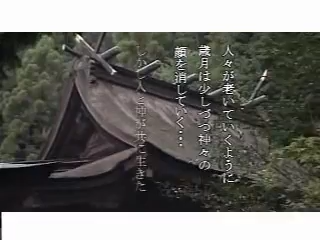 人々が老いていくように
歳月は少しづつ神々の
顔を消していく・・・
しかし人と神が共に生きた